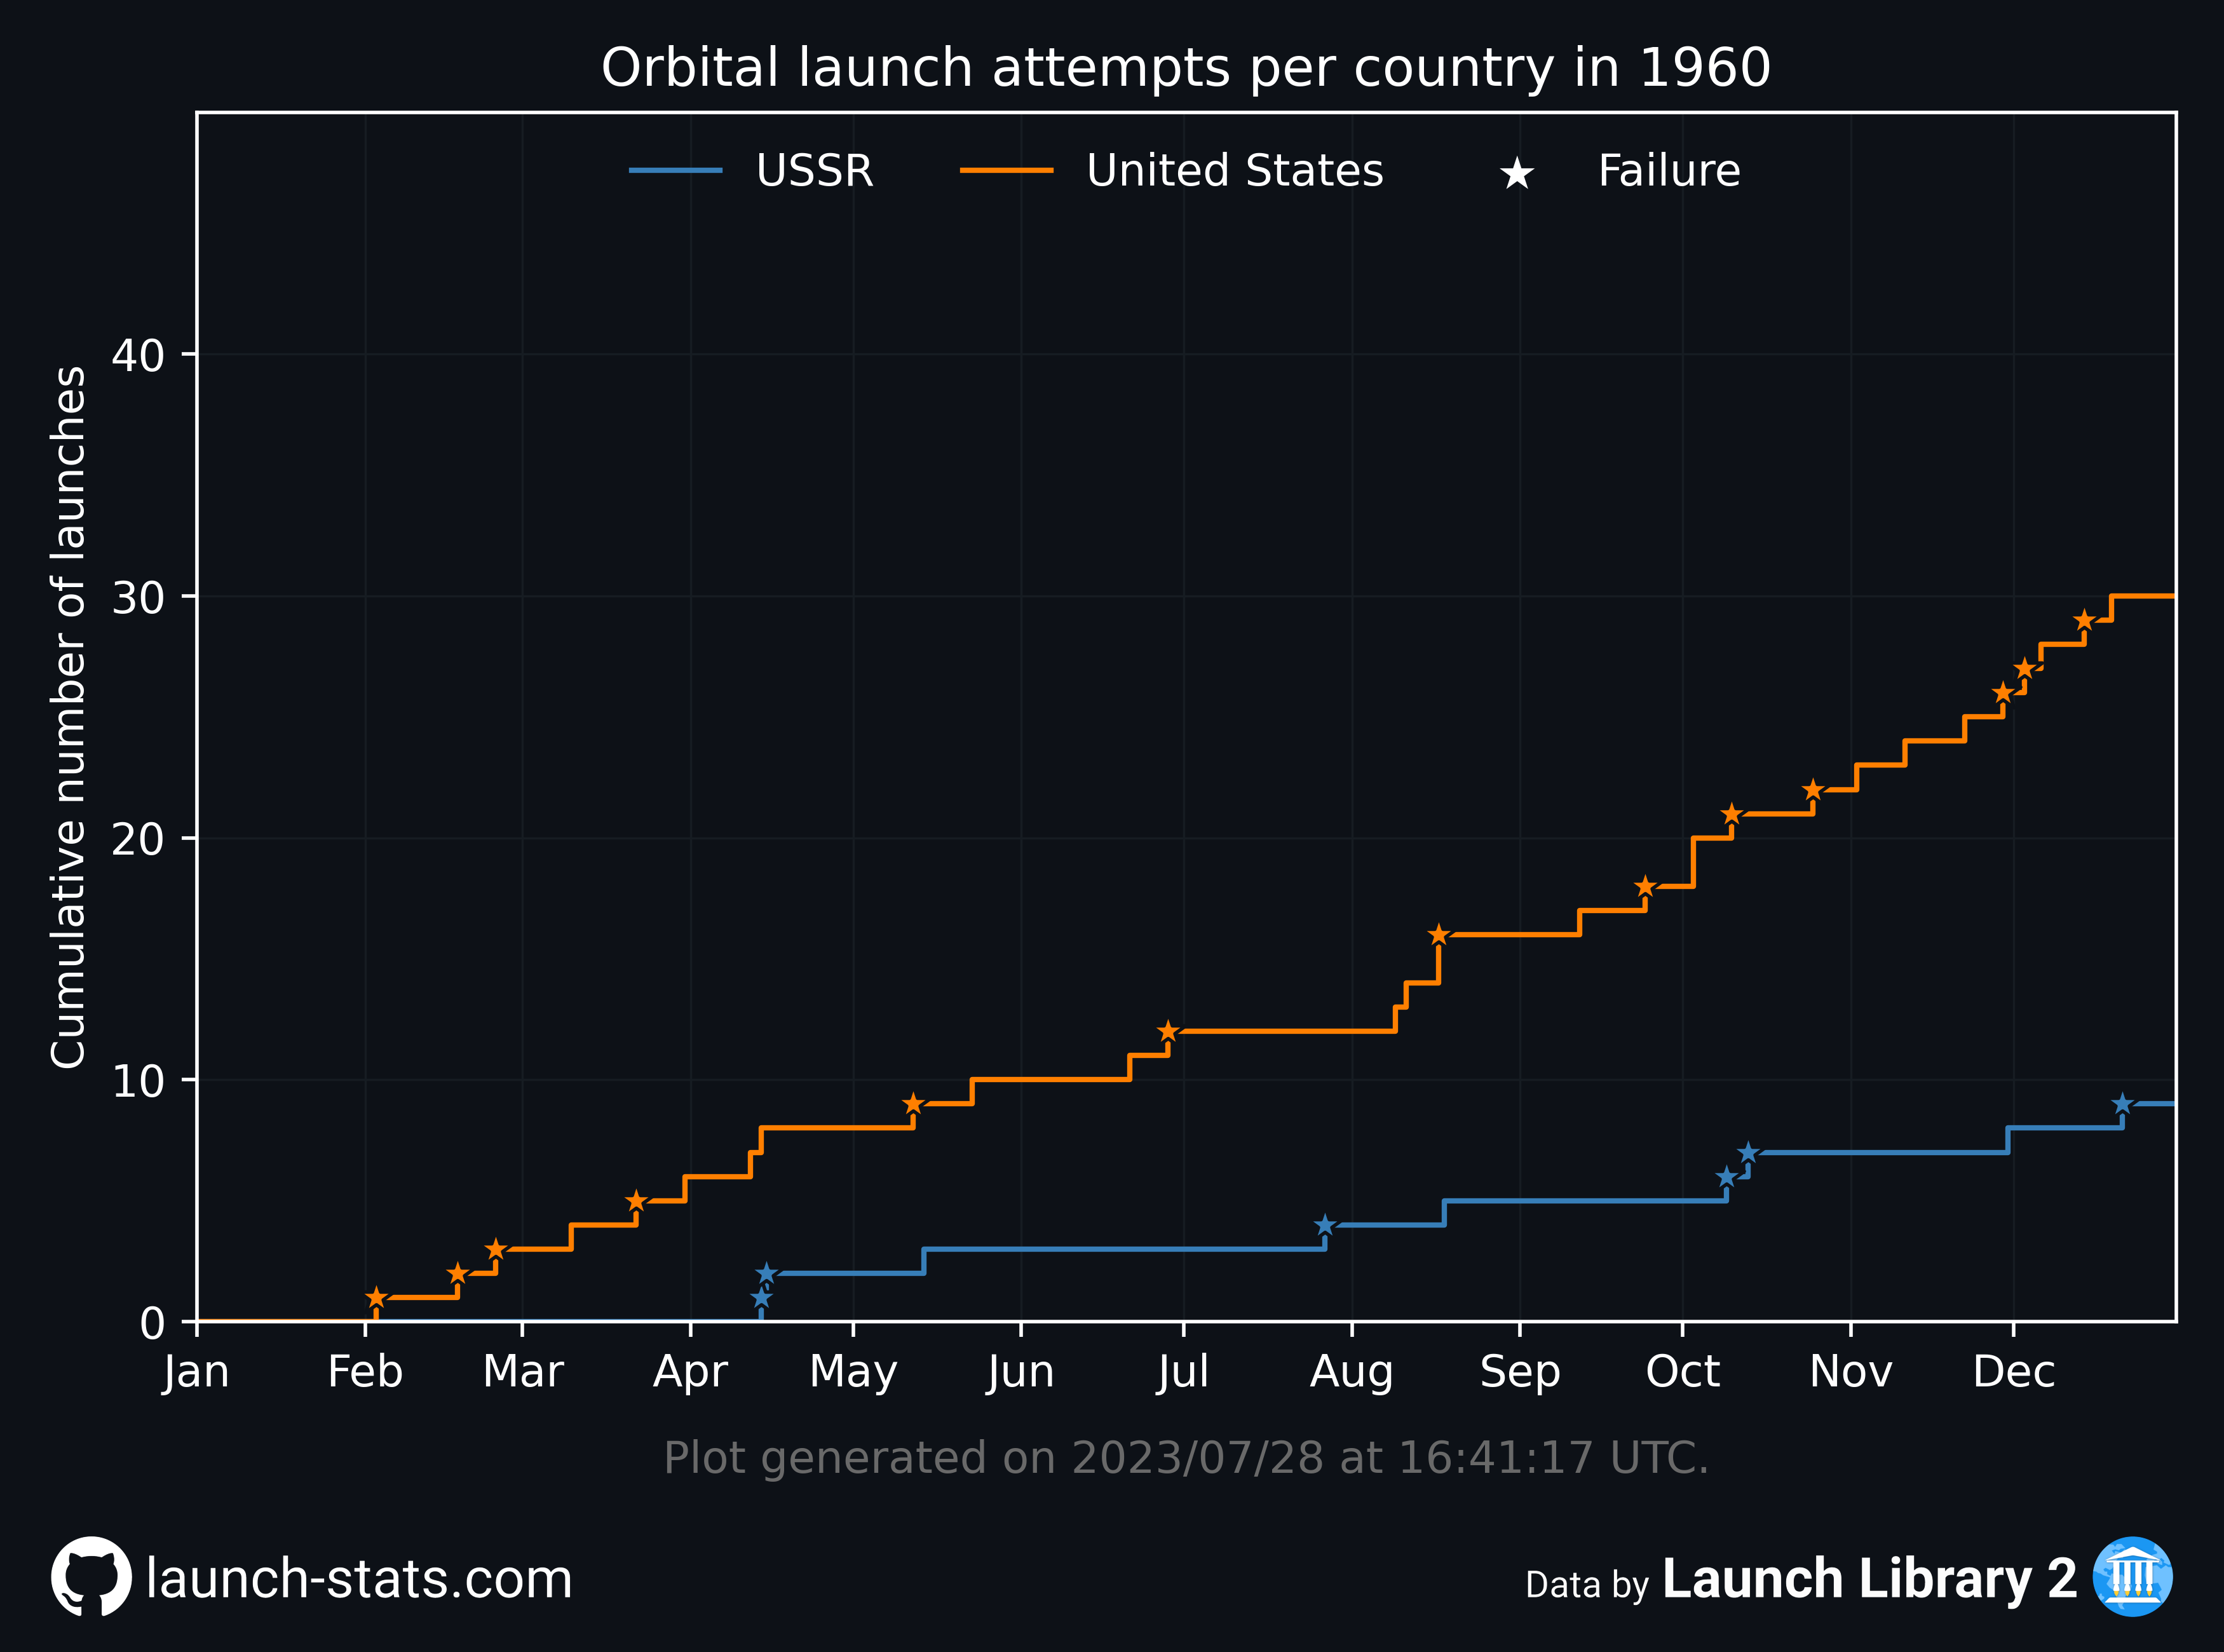 Orbital launch attempts per country in 1960
USSR United States Failure
Cumulative number of launches
40
30
20
10
0
Jan Feb Mar Apr May Jun Jul Aug Sep Oct Nov Dec
Plot generated on 2023/07/28 at 16:41:17 UTC.
launch-stats.com
Data by Launch Library 2